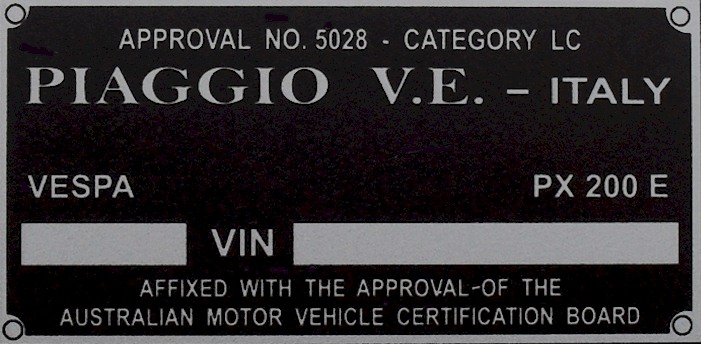 APPROVAL NO. 5028 - CATEGORY LC
PIAGGIO V.E. - ITALY
VESPA PX 200 E
VIN
AFFIXED WITH THE APPROVAL-OF THE
AUSTRALIAN MOTOR VEHICLE CERTIFICATION BOARD